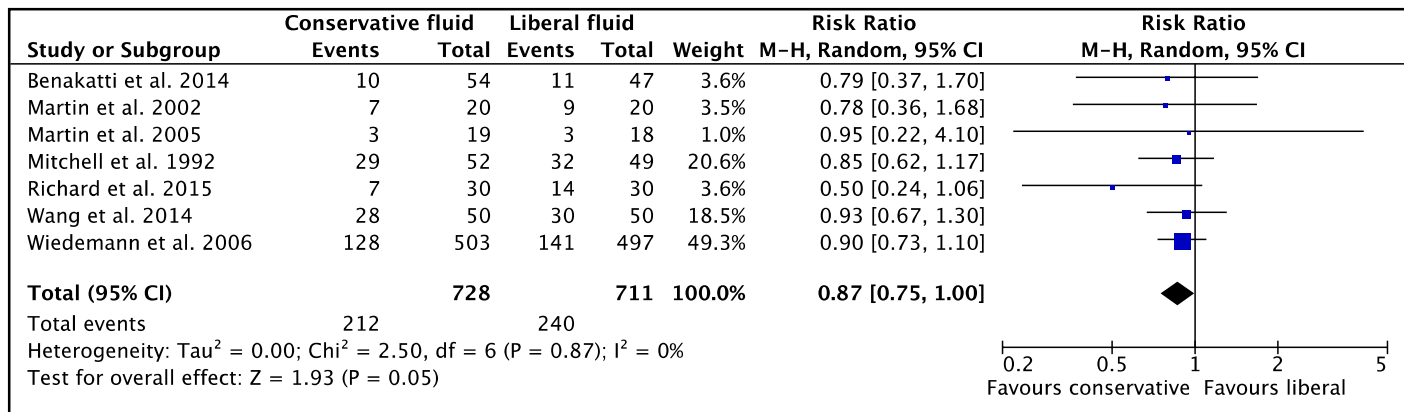 Conservative fluid Liberal fluid Risk Ratio Risk Ratio
Study or Subgroup Events Total Events Total Weight M-H, Random, 95% CI M-H, Random, 95% CI
Benakatti et al. 2014 10 54 11 47 3.6% 0.79 [0.37, 1.70]
Martin et al. 2002 7 20 9 20 3.5% 0.78 [0.36, 1.68]
Martin et al. 2005 3 19 3 18 1.0% 0.95 [0.22, 4.10]
Mitchell et al. 1992 29 52 32 49 20.6% 0.85 [0.62, 1.17]
Richard et al. 2015 7 30 14 30 3.6% 0.50 [0.24, 1.06]
Wang et al. 2014 28 50 30 50 18.5% 0.93 [0.67, 1.30]
Wiedemann et al. 2006 128 503 141 497 49.3% 0.90 [0.73, 1.10]
Total (95% CI) 728 711 100.0% 0.87 [0.75, 1.00]
Total events 212 240
Heterogeneity: Tau² = 0.00; Chi² = 2.50, df = 6 (P = 0.87); I² = 0%
Test for overall effect: Z = 1.93 (P = 0.05)
0.2 0.5 1 2 5
Favours conservative Favours liberal